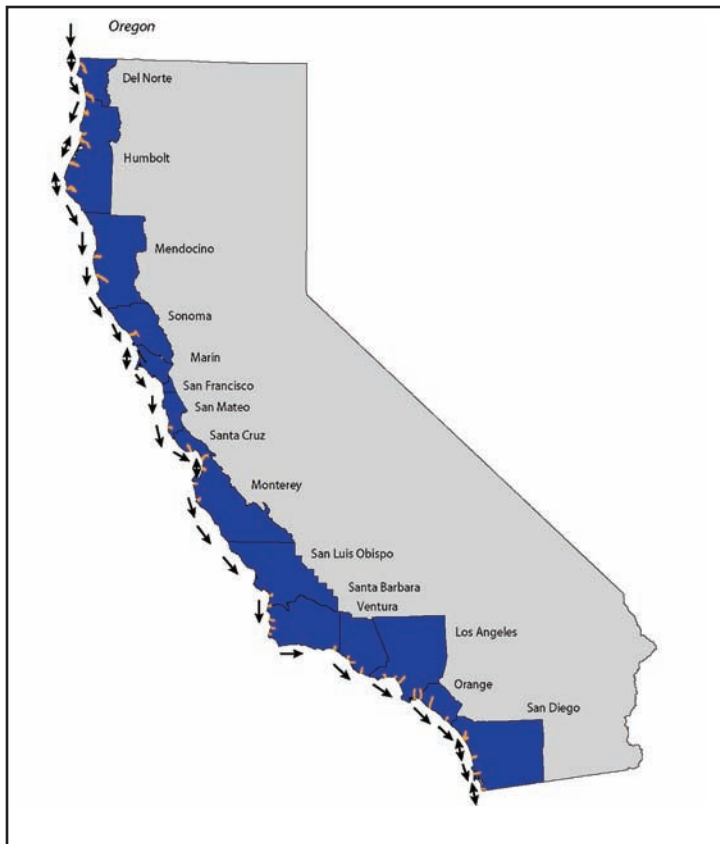 Oregon
Del Norte
Humbolt
Mendocino
Sonoma
Marin
San Francisco
San Mateo
Santa Cruz
Monterey
San Luis Obispo
Santa Barbara
Ventura
Los Angeles
Orange
San Diego